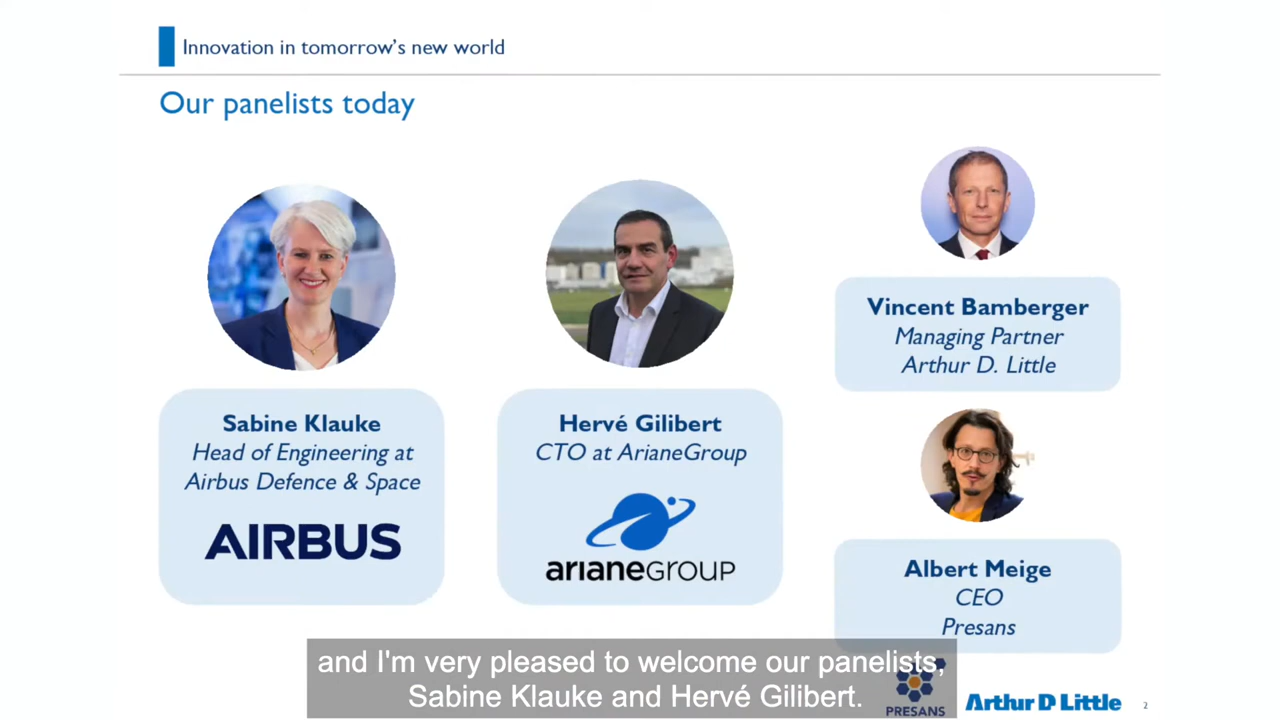 Innovation in tomorrow's new world
Our panelists today
Sabine Klauke
Head of Engineering at
Airbus Defence & Space
AIRBUS
Hervé Gilibert
CTO at ArianeGroup
arianeGROUP
Vincent Bamberger
Managing Partner
Arthur D. Little
Albert Meige
CEO
Presans
and I'm very pleased to welcome our panelists,
Sabine Klauke and Hervé Gilibert.
PRESANS
Arthur D Little
2